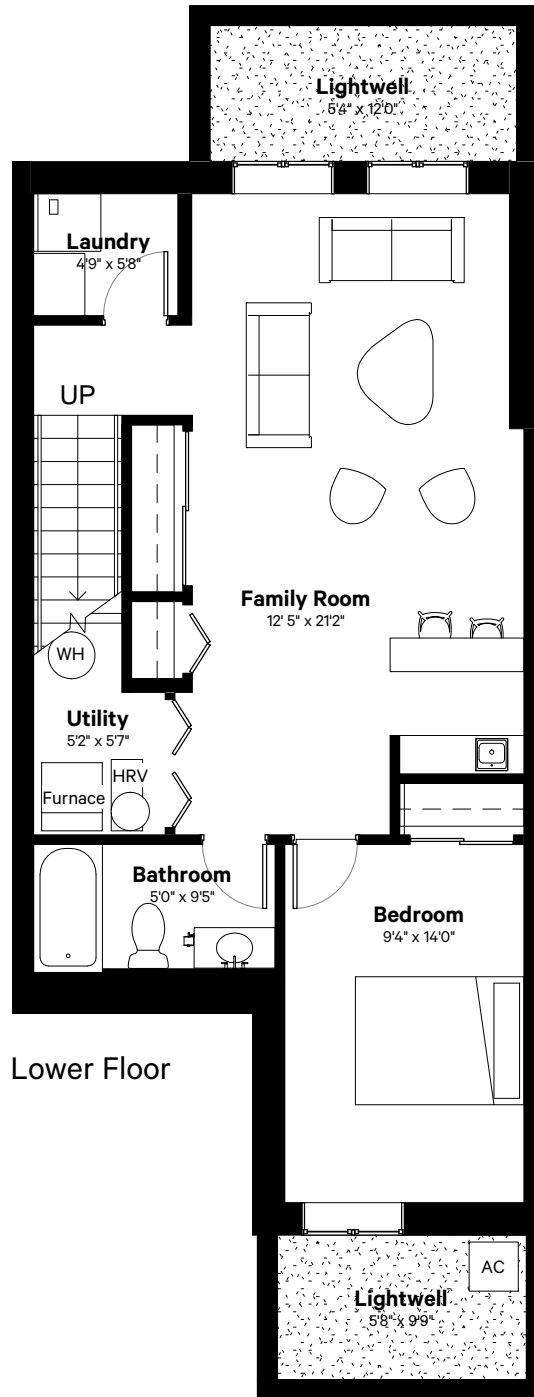 Lightwell
5'4" x 12'0"
Laundry
4'9" x 5'8"
UP
Family Room
12' 5" x 21'2"
WH
Utility
5'2" x 5'7"
HRV
Furnace
Bathroom
5'0" x 9'5"
Bedroom
9'4" x 14'0"
Lower Floor
AC
Lightwell
5'8" x 9'9"